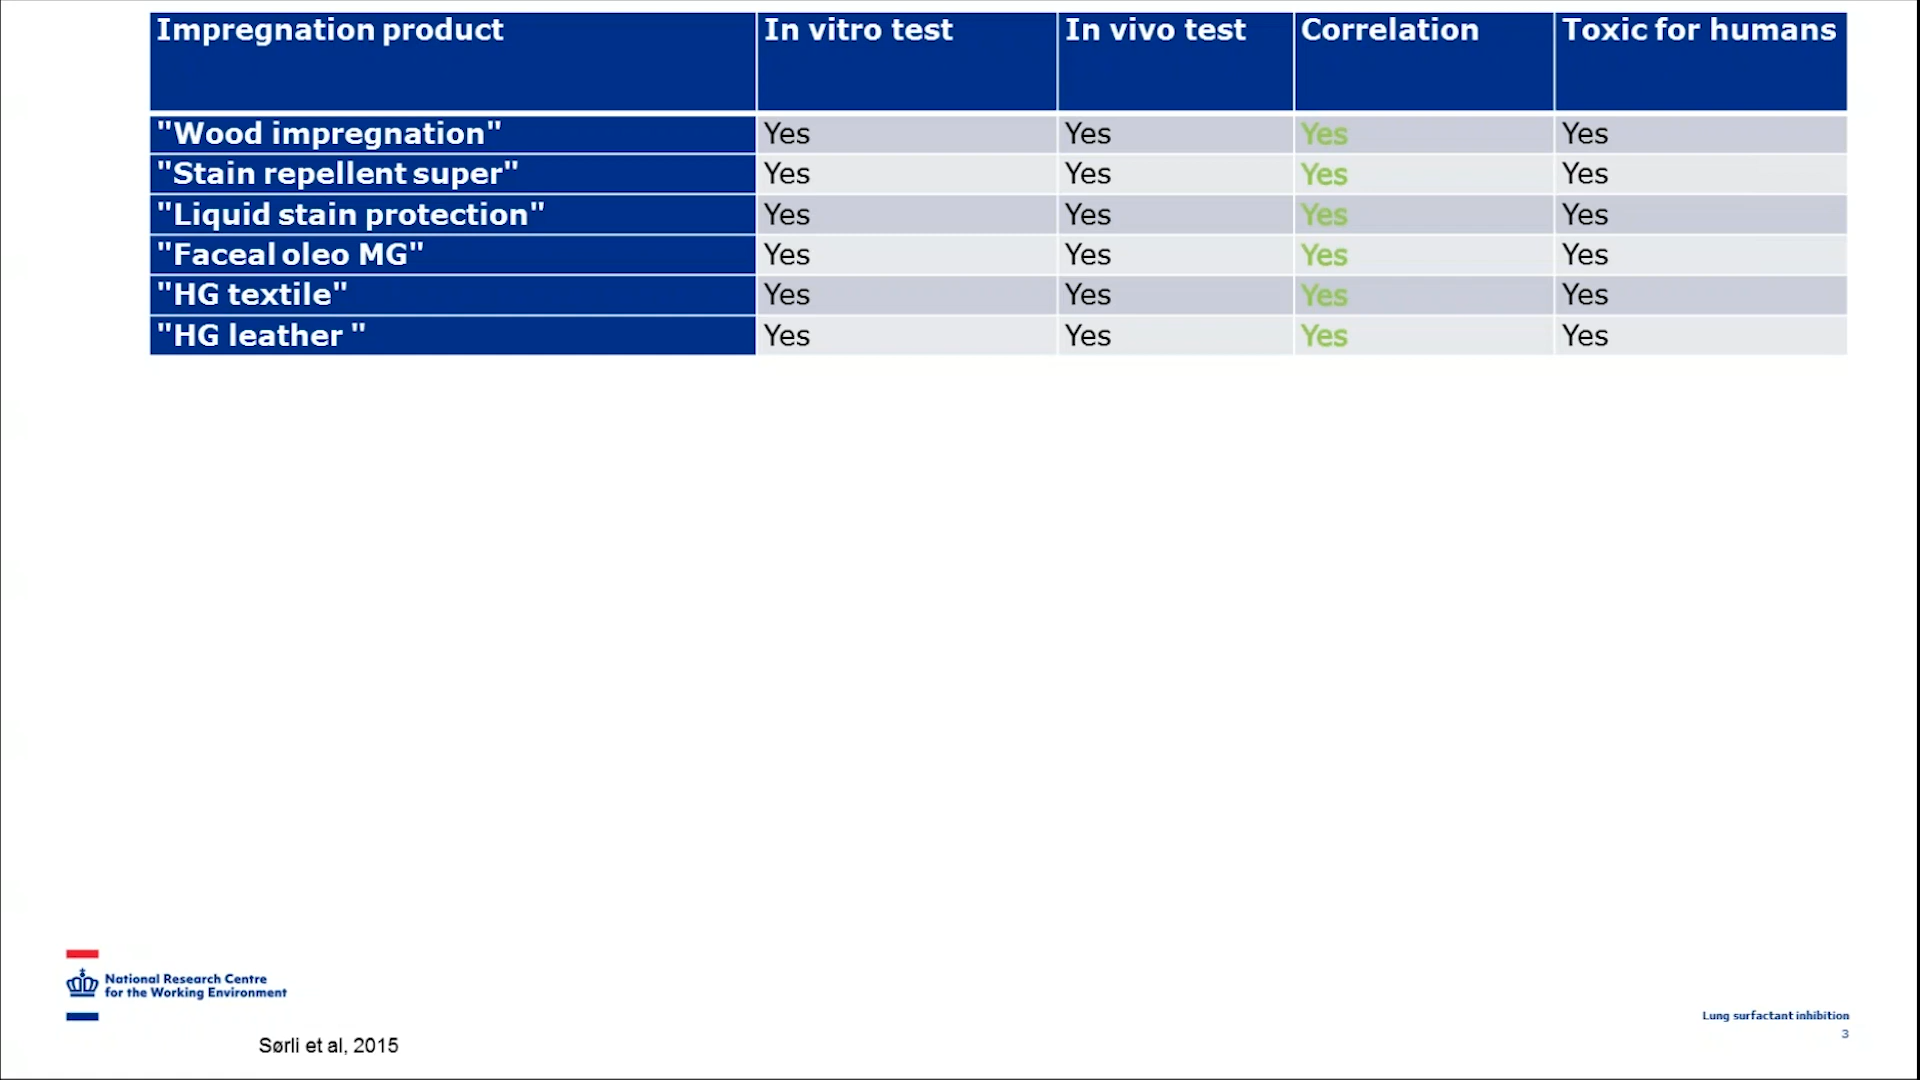 Impregnation product In vitro test In vivo test Correlation Toxic for humans
"Wood impregnation" Yes Yes Yes Yes
"Stain repellent super" Yes Yes Yes Yes
"Liquid stain protection" Yes Yes Yes Yes
"Faceal oleo MG" Yes Yes Yes Yes
"HG textile" Yes Yes Yes Yes
"HG leather " Yes Yes Yes Yes
National Research Centre
for the Working Environment
Lung surfactant inhibition
3
Sørli et al, 2015